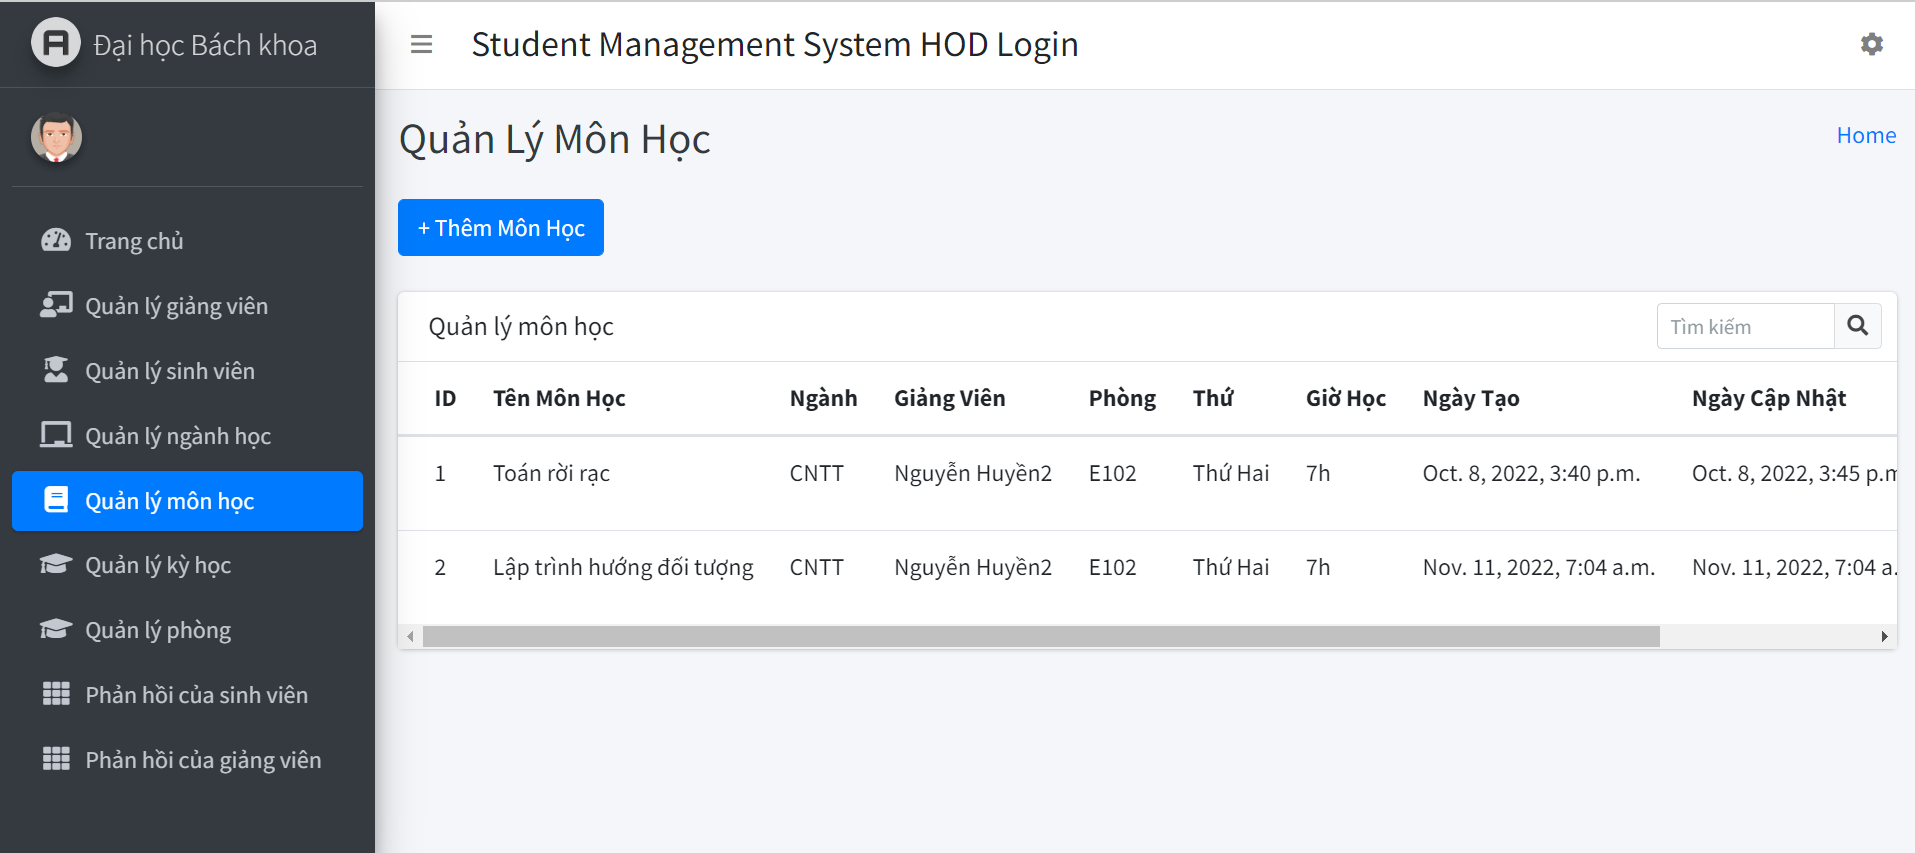 Đại học Bách khoa
Student Management System HOD Login
Quản Lý Môn Học
Home
+ Thêm Môn Học
Trang chủ
Quản lý giảng viên
Quản lý sinh viên
Quản lý ngành học
Quản lý môn học
Quản lý kỳ học
Quản lý phòng
Phản hồi của sinh viên
Phản hồi của giảng viên
Quản lý môn học
Tìm kiếm
ID Tên Môn Học Ngành Giảng Viên Phòng Thứ Giờ Học Ngày Tạo Ngày Cập Nhật
1 Toán rời rạc CNTT Nguyễn Huyền2 E102 Thứ Hai 7h Oct. 8, 2022, 3:40 p.m. Oct. 8, 2022, 3:45 p.m
2 Lập trình hướng đối tượng CNTT Nguyễn Huyền2 E102 Thứ Hai 7h Nov. 11, 2022, 7:04 a.m. Nov. 11, 2022, 7:04 a.